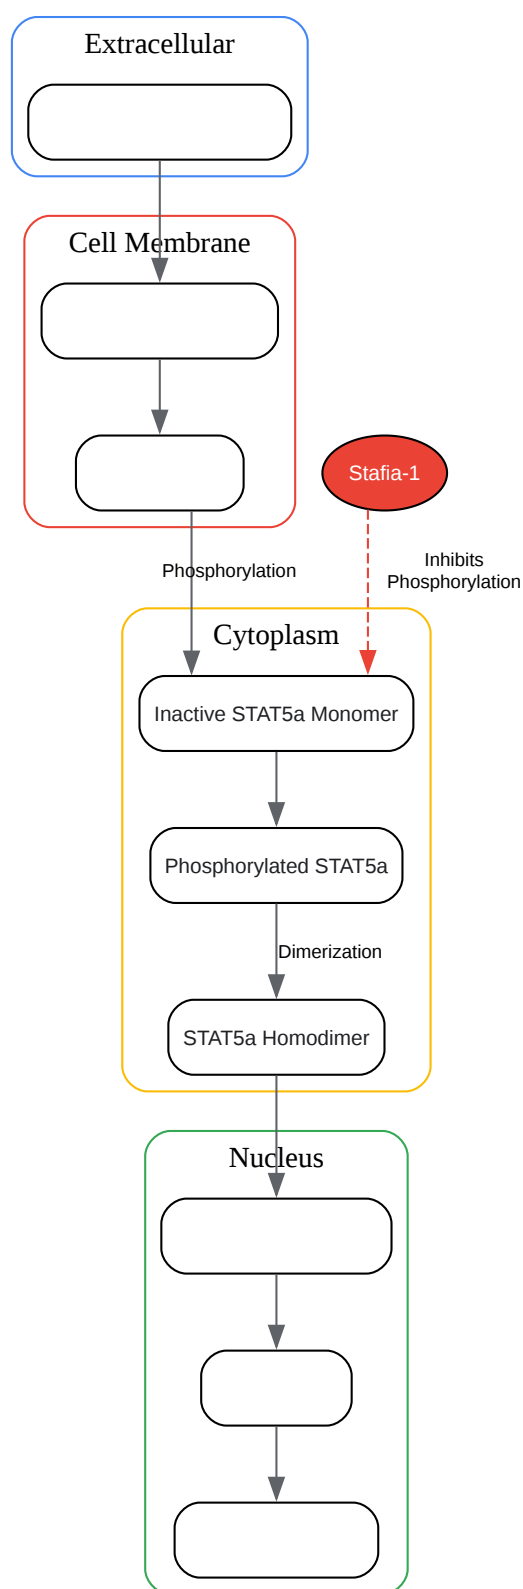 Extracellular
Cell Membrane
Stafia-1
Phosphorylation
Inhibits
Phosphorylation
Cytoplasm
Inactive STAT5a Monomer
Phosphorylated STAT5a
Dimerization
STAT5a Homodimer
Nucleus